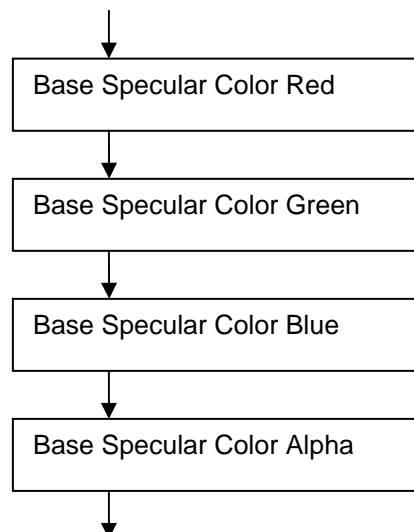 Base Specular Color Red
Base Specular Color Green
Base Specular Color Blue
Base Specular Color Alpha